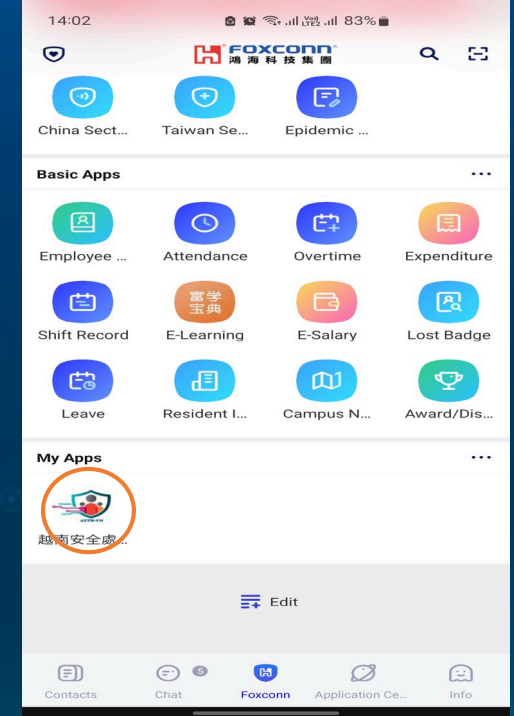 14:02
Vo)) LTE2 83%
FOXCONN®
鴻海科技集團
China Sect... Taiwan Se... Epidemic ...
Basic Apps ...
Employee ... Attendance Overtime Expenditure
富学
宝典
Shift Record E-Learning E-Salary Lost Badge
Leave Resident I... Campus N... Award/Dis...
My Apps ...
越南安全處...
Edit
5
Contacts Chat Foxconn Application Ce... Info